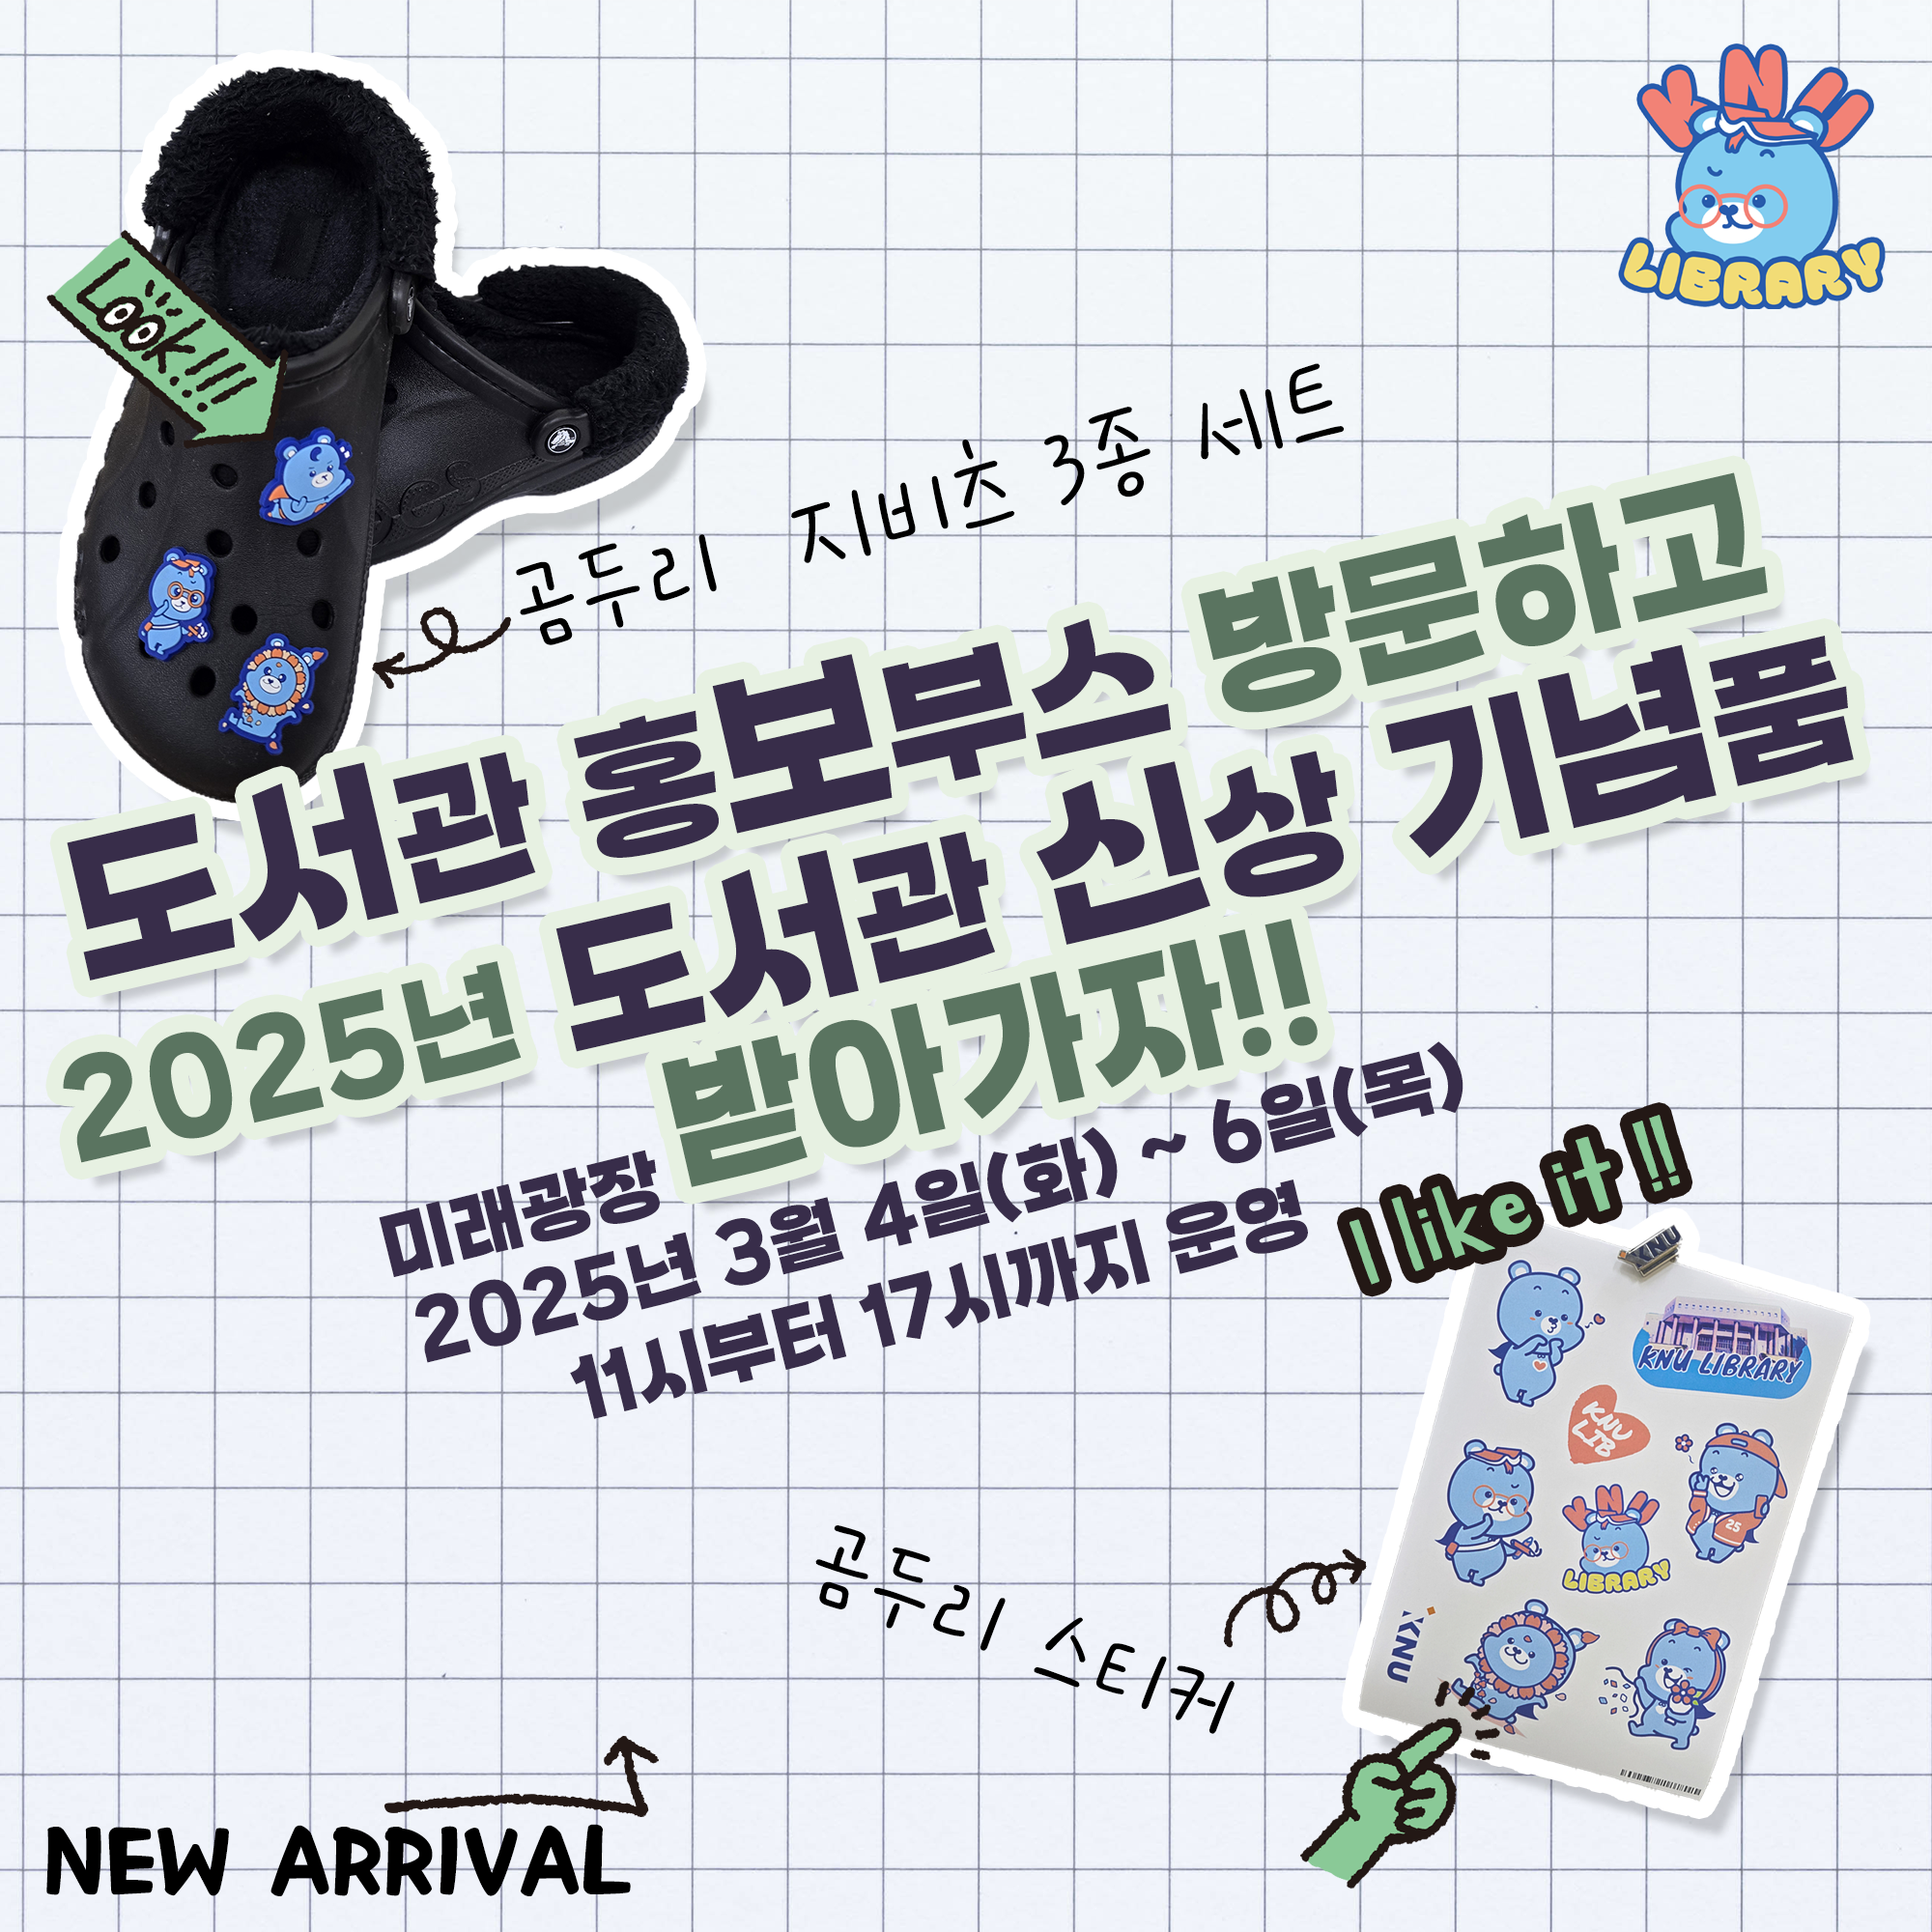 KNU
LIBRARY
Look!!!
곰두리 지비츠 3종 세트
도서관 홍보부스 방문하고
2025년 도서관 신상 기념품
받아가자!!
미래광장
2025년 3월 4일(화) ~ 6일(목)
11시부터 17시까지 운영
I like it !!
KNU
KNU LIBRARY
KNU
LIB
25
KNU
LIBRARY
KNU
곰두리 스티커
NEW ARRIVAL